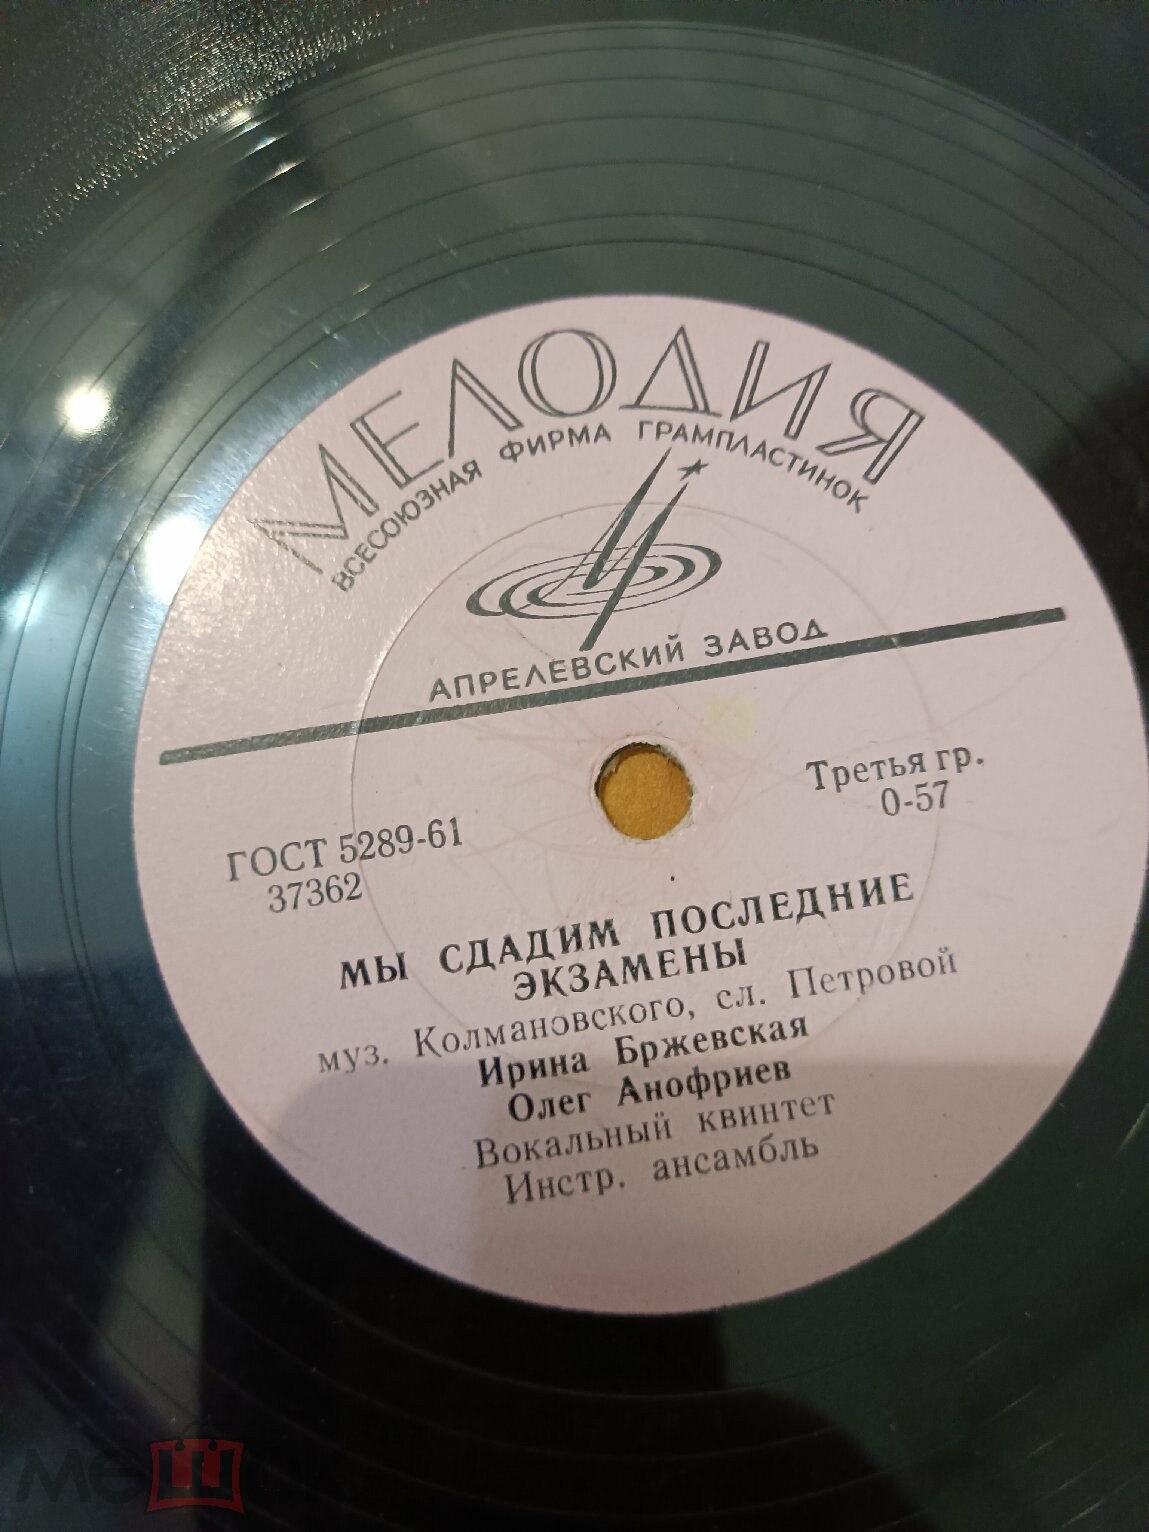 МЕЛОДИЯ
ВСЕСОЮЗНАЯ ФИРМА ГРАМПЛАСТИНОК
АПРЕЛЕВСКИЙ ЗАВОД
ГОСТ 5289-61
37362
Третья гр.
0-57
МЫ СДАДИМ ПОСЛЕДНИЕ
ЭКЗАМЕНЫ
муз. Колмановского, сл. Петровой
Ирина Бржевская
Олег Анофриев
Вокальный квинтет
Инстр. ансамбль
мешок